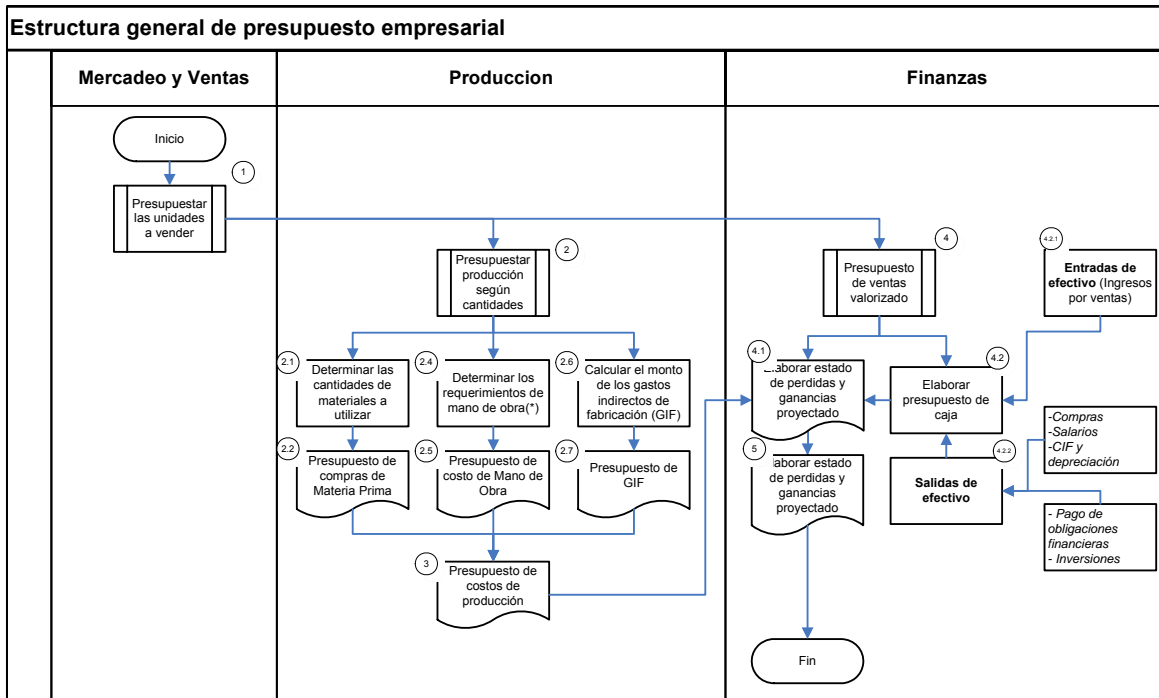 Estructura general de presupuesto empresarial
Mercadeo y Ventas
Produccion
Finanzas
Inicio
1
Presupuestar
las unidades
a vender
2
Presupuestar
producción
según
cantidades
4
Presupuesto
de ventas
valorizado
4.2.1
Entradas de
efectivo (Ingresos
por ventas)
2.1
Determinar las
cantidades de
materiales a
utilizar
2.4
Determinar los
requerimientos de
mano de obra(*)
2.6
Calcular el monto
de los gastos
indirectos de
fabricación (GIF)
4.1
Elaborar estado
de perdidas y
ganancias
proyectado
4.2
Elaborar
presupuesto de
caja
-Compras
-Salarios
-CIF y
depreciación
2.2
Presupuesto de
compras de
Materia Prima
2.5
Presupuesto de
costo de Mano de
Obra
2.7
Presupuesto de
GIF
5
Elaborar estado
de perdidas y
ganancias
proyectado
4.2.2
Salidas de
efectivo
- Pago de
obligaciones
financieras
- Inversiones
3
Presupuesto de
costos de
producción
Fin